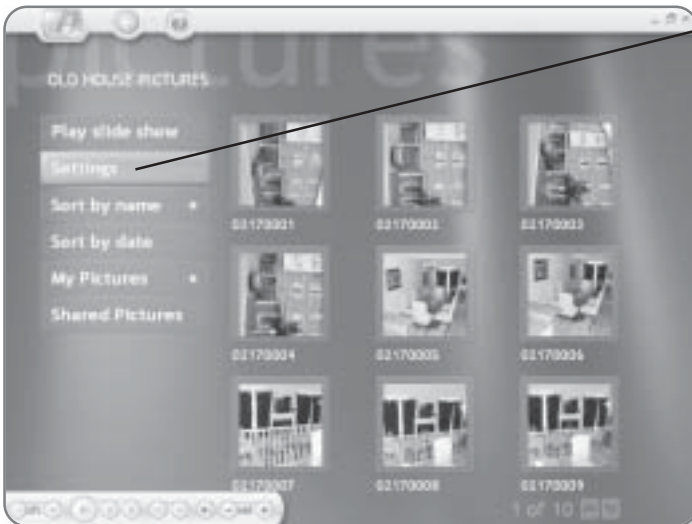 pictures
OLD HOUSE PICTURES
Play slide show
Settings
Sort by name
Sort by date
My Pictures
Shared Pictures
02170001
02170002
02170003
02170004
02170005
02170006
02170007
02170008
02170009
1 of 10